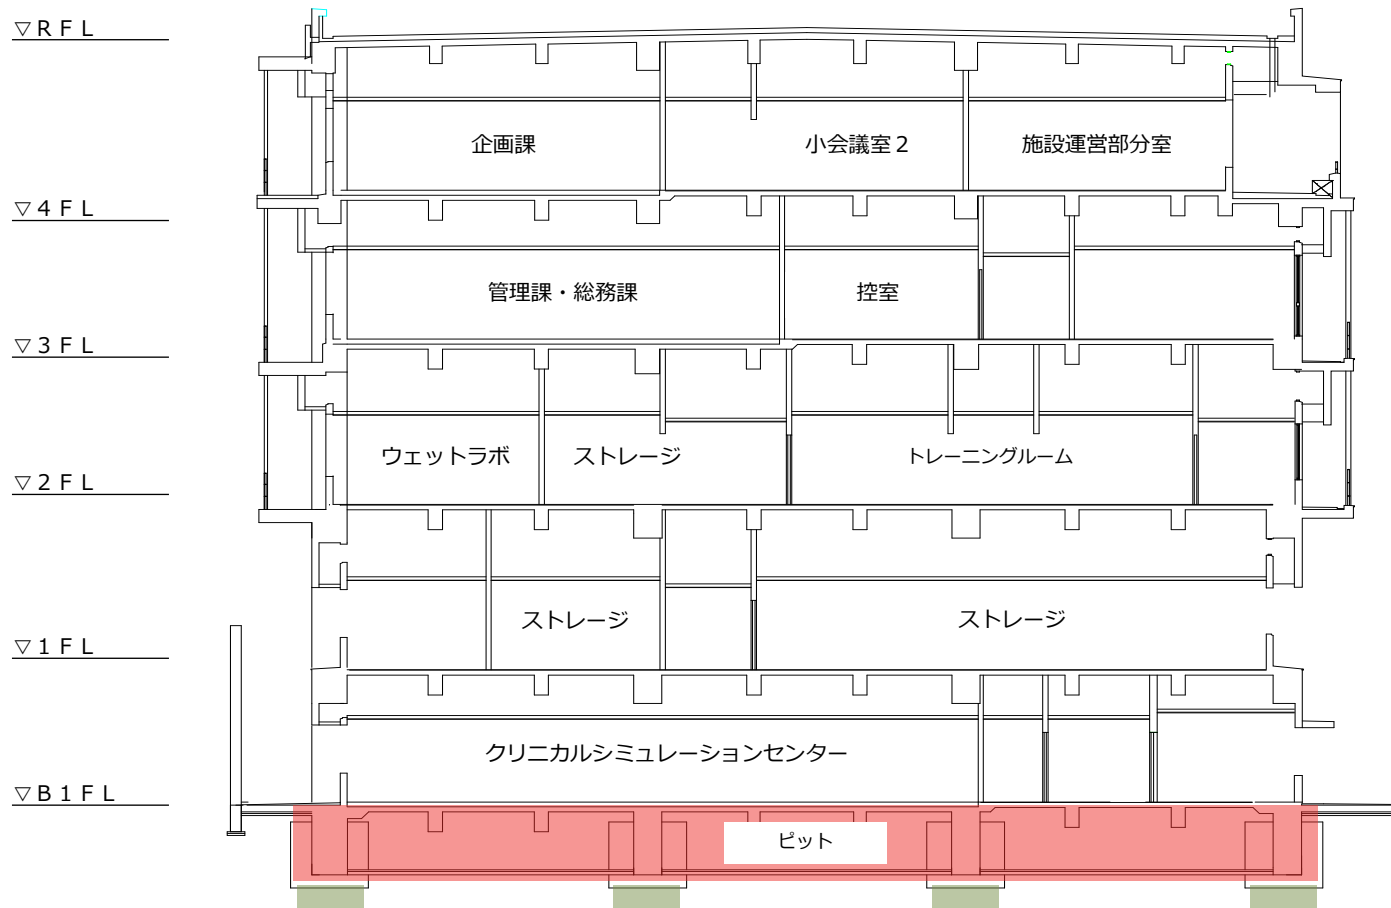 ▽RFL
企画課 小会議室２ 施設運営部分室
▽4FL
管理課・総務課 控室
▽3FL
ウェットラボ ストレージ トレーニングルーム
▽2FL
ストレージ ストレージ
▽1FL
クリニカルシミュレーションセンター
▽B1FL
ピット